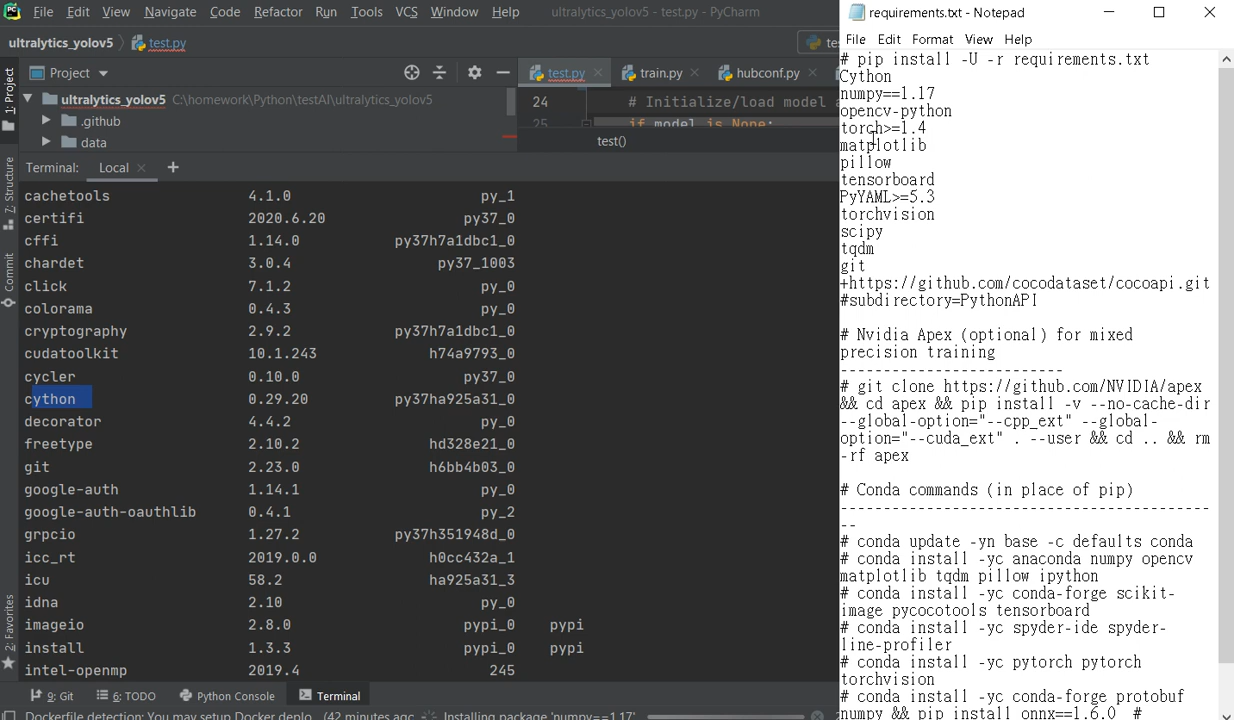 File Edit View Navigate Code Refactor Run Tools VCS Window Help ultralytics_yolov5 - test.py - PyCharm
ultralytics_yolov5 test.py te
1: Project
Z: Structure
Commit
2: Favorites
Project
ultralytics_yolov5 C:\homework\Python\testAI\ultralytics_yolov5
.github
data
test.py train.py hubconf.py
24 # Initialize/load model a
25 if model is None:
test()
Terminal: Local +
cachetools 4.1.0 py_1
certifi 2020.6.20 py37_0
cffi 1.14.0 py37h7a1dbc1_0
chardet 3.0.4 py37_1003
click 7.1.2 py_0
colorama 0.4.3 py_0
cryptography 2.9.2 py37h7a1dbc1_0
cudatoolkit 10.1.243 h74a9793_0
cycler 0.10.0 py37_0
cython 0.29.20 py37ha925a31_0
decorator 4.4.2 py_0
freetype 2.10.2 hd328e21_0
git 2.23.0 h6bb4b03_0
google-auth 1.14.1 py_0
google-auth-oauthlib 0.4.1 py_2
grpcio 1.27.2 py37h351948d_0
icc_rt 2019.0.0 h0cc432a_1
icu 58.2 ha925a31_3
idna 2.10 py_0
imageio 2.8.0 pypi_0 pypi
install 1.3.3 pypi_0 pypi
intel-openmp 2019.4 245
9: Git 6: TODO Python Console Terminal
Dockerfile detection: You may setup Docker deplo... (42 minutes agc Installing package 'numpy==1.17'
requirements.txt - Notepad
File Edit Format View Help
# pip install -U -r requirements.txt
Cython
numpy==1.17
opencv-python
torch>=1.4
matplotlib
pillow
tensorboard
PyYAML>=5.3
torchvision
scipy
tqdm
git
+https://github.com/cocodataset/cocoapi.git
#subdirectory=PythonAPI
# Nvidia Apex (optional) for mixed
precision training
--------------------------
# git clone https://github.com/NVIDIA/apex
&& cd apex && pip install -v --no-cache-dir
--global-option="--cpp_ext" --global-
option="--cuda_ext" . --user && cd .. && rm
-rf apex
# Conda commands (in place of pip)
-------------------------------------------
--
# conda update -yn base -c defaults conda
# conda install -yc anaconda numpy opencv
matplotlib tqdm pillow ipython
# conda install -yc conda-forge scikit-
image pycocotools tensorboard
# conda install -yc spyder-ide spyder-
line-profiler
# conda install -yc pytorch pytorch
torchvision
# conda install -yc conda-forge protobuf
numpy && pip install onnx==1.6.0 #